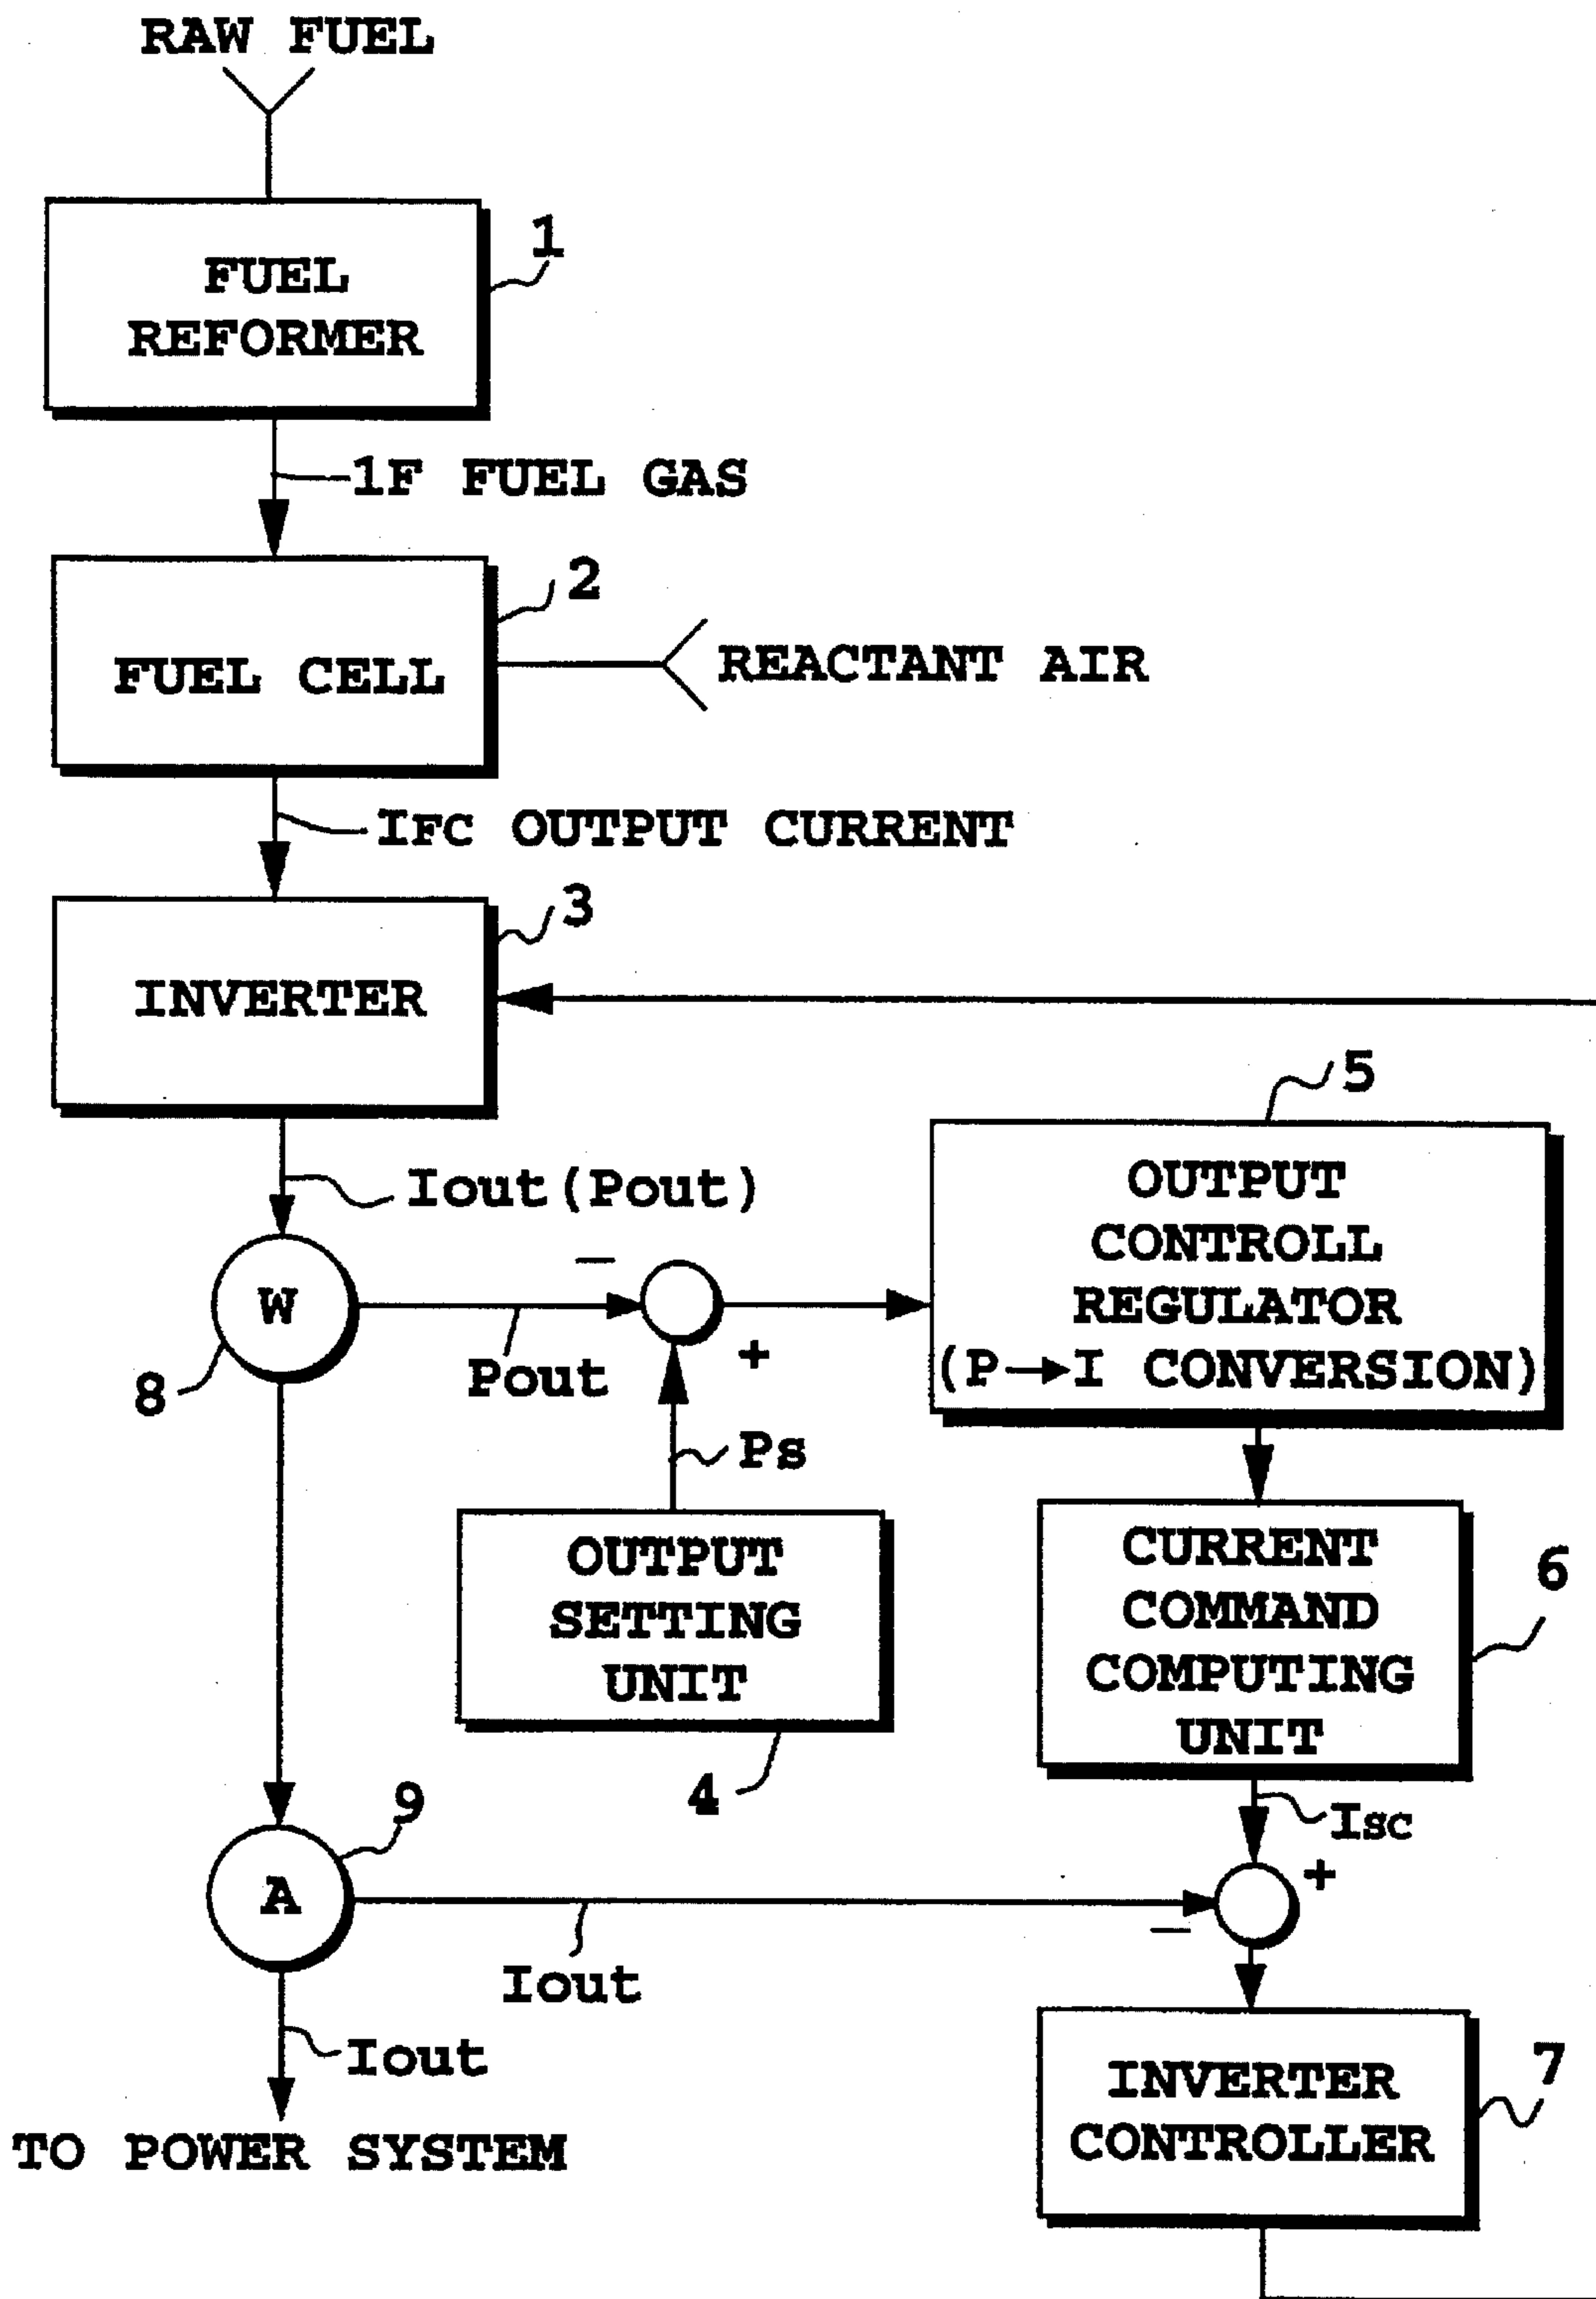 RAW FUEL
1
FUEL
REFORMER
1F FUEL GAS
2
FUEL CELL
REACTANT AIR
IFC OUTPUT CURRENT
3
INVERTER
5
Iout(Pout)
OUTPUT
CONTROLL
REGULATOR
(P→I CONVERSION)
W
−
+
8
Pout
Ps
OUTPUT
SETTING
UNIT
4
CURRENT
COMMAND
COMPUTING
UNIT
6
Isc
9
A
+
−
Iout
Iout
INVERTER
CONTROLLER
7
TO POWER SYSTEM